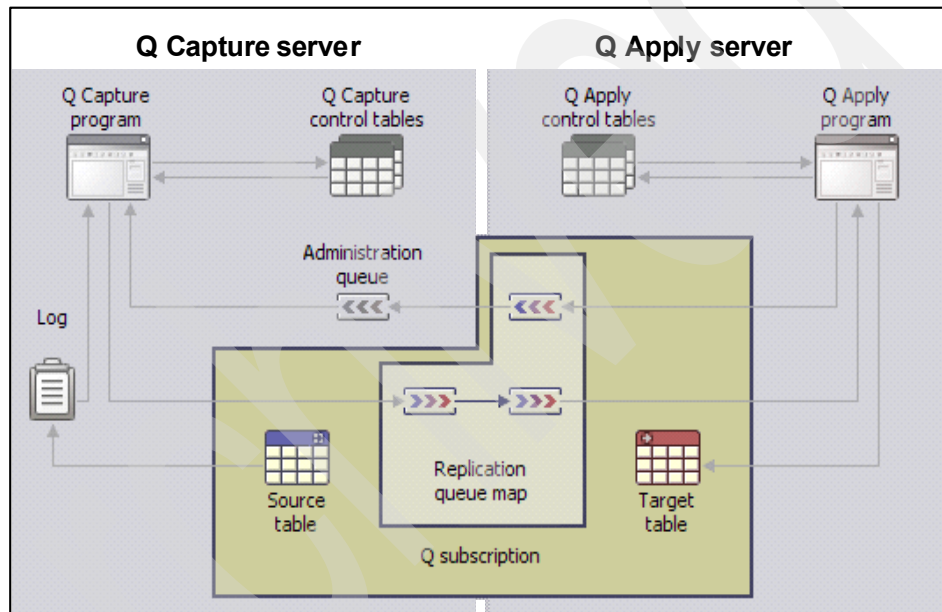 Q Capture server
Q Apply server
Q Capture
program
Q Capture
control tables
Q Apply
control tables
Q Apply
program
Administration
queue
Log
Source
table
Replication
queue map
Target
table
Q subscription